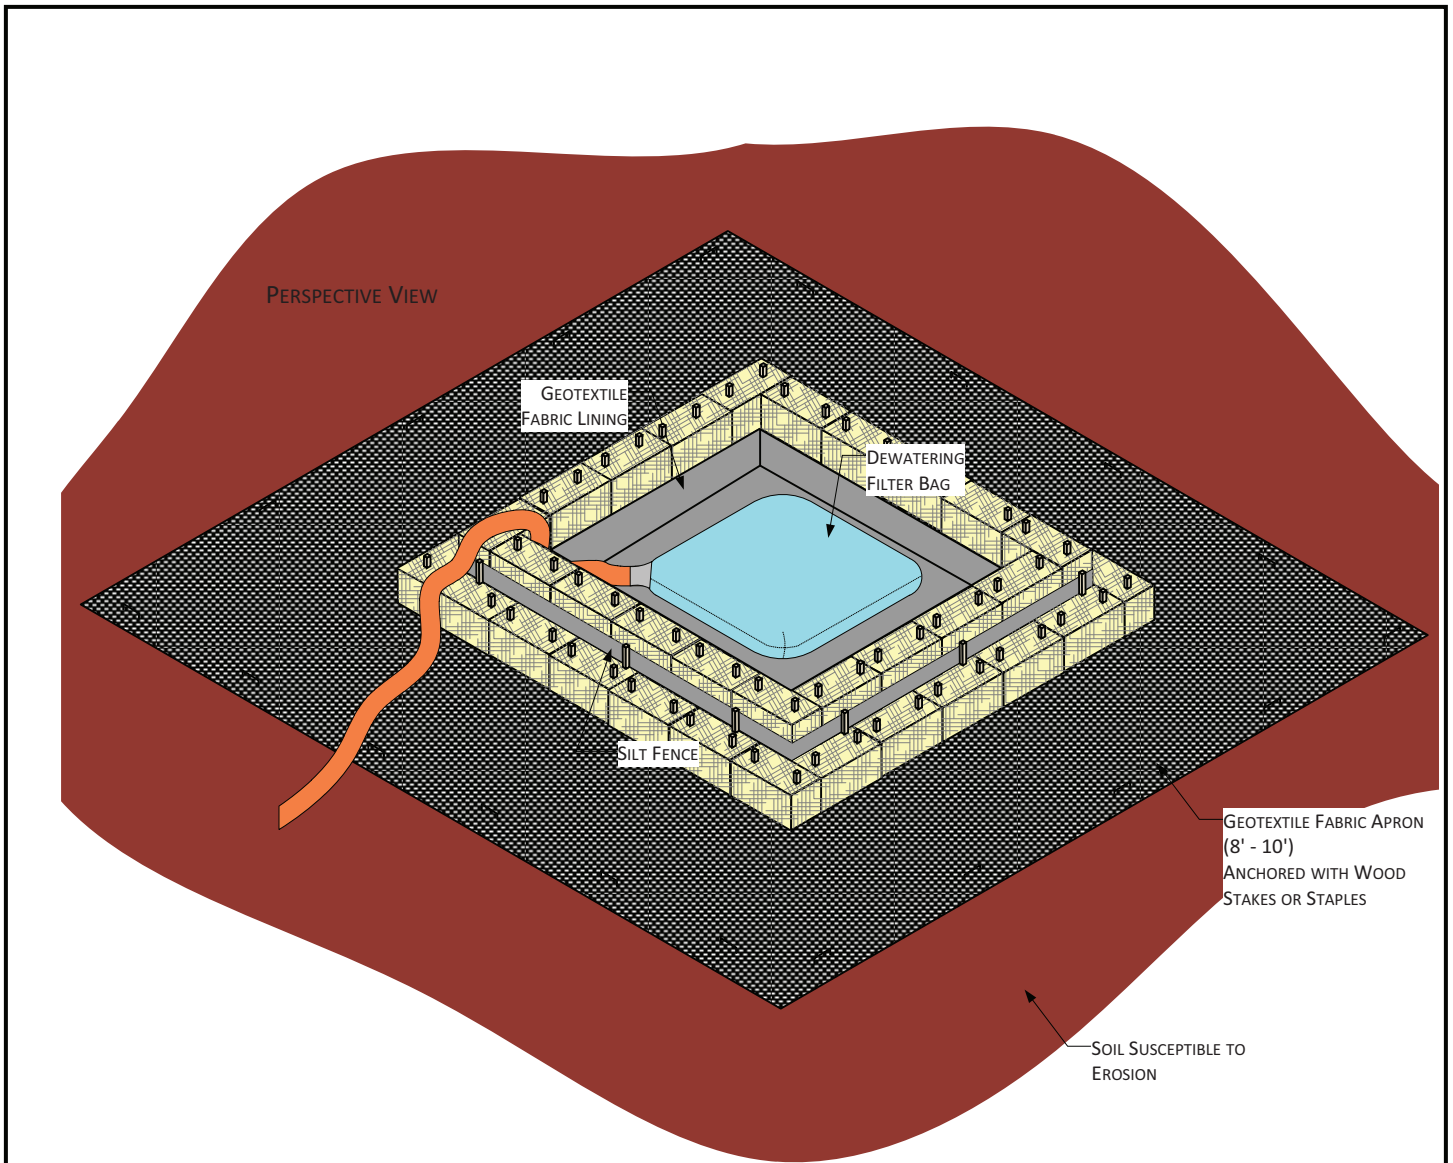 PERSPECTIVE VIEW
GEOTEXTILE
FABRIC LINING
DEWATERING
FILTER BAG
SILT FENCE
GEOTEXTILE FABRIC APRON
(8' - 10')
ANCHORED WITH WOOD
STAKES OR STAPLES
SOIL SUSCEPTIBLE TO
EROSION